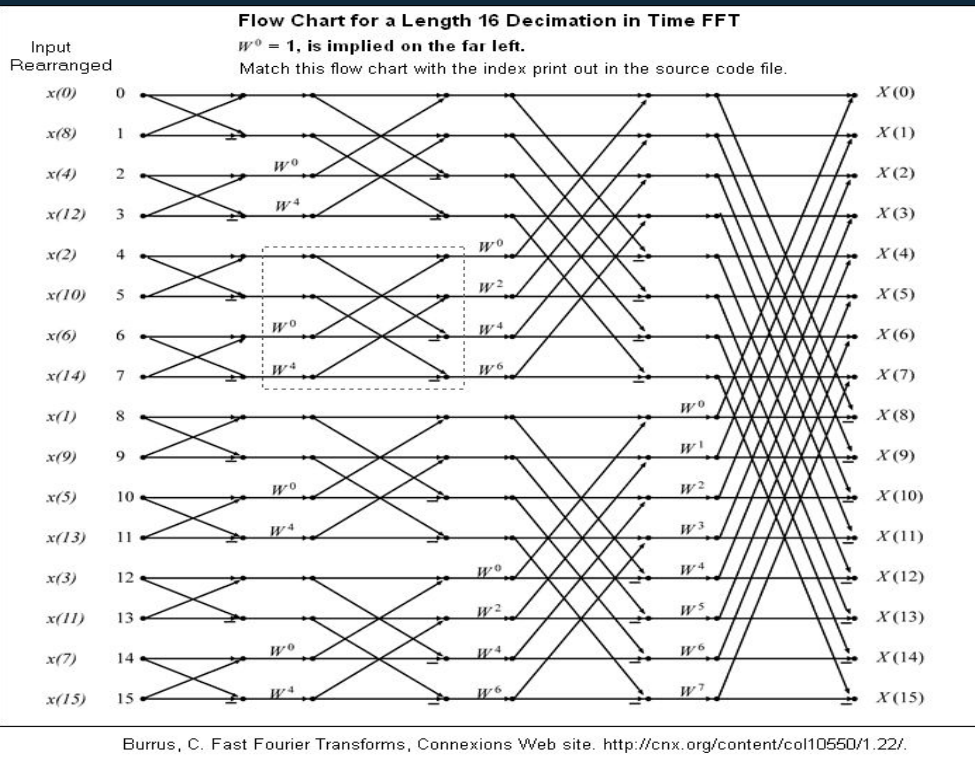 Flow Chart for a Length 16 Decimation in Time FFT
Input
Rearranged
W⁰ = 1, is implied on the far left.
Match this flow chart with the index print out in the source code file.
x(0) 0 X(0)
x(8) 1 X(1)
x(4) 2 W⁰ X(2)
x(12) 3 W⁴ X(3)
x(2) 4 W⁰ X(4)
x(10) 5 W² X(5)
x(6) 6 W⁰ W⁴ X(6)
x(14) 7 W⁴ W⁶ X(7)
x(1) 8 W⁰ X(8)
x(9) 9 W¹ X(9)
x(5) 10 W⁰ W² X(10)
x(13) 11 W⁴ W³ X(11)
x(3) 12 W⁰ W⁴ X(12)
x(11) 13 W² W⁵ X(13)
x(7) 14 W⁰ W⁴ W⁶ X(14)
x(15) 15 W⁴ W⁶ W⁷ X(15)
Burrus, C. Fast Fourier Transforms, Connexions Web site. http://cnx.org/content/col10550/1.22/.